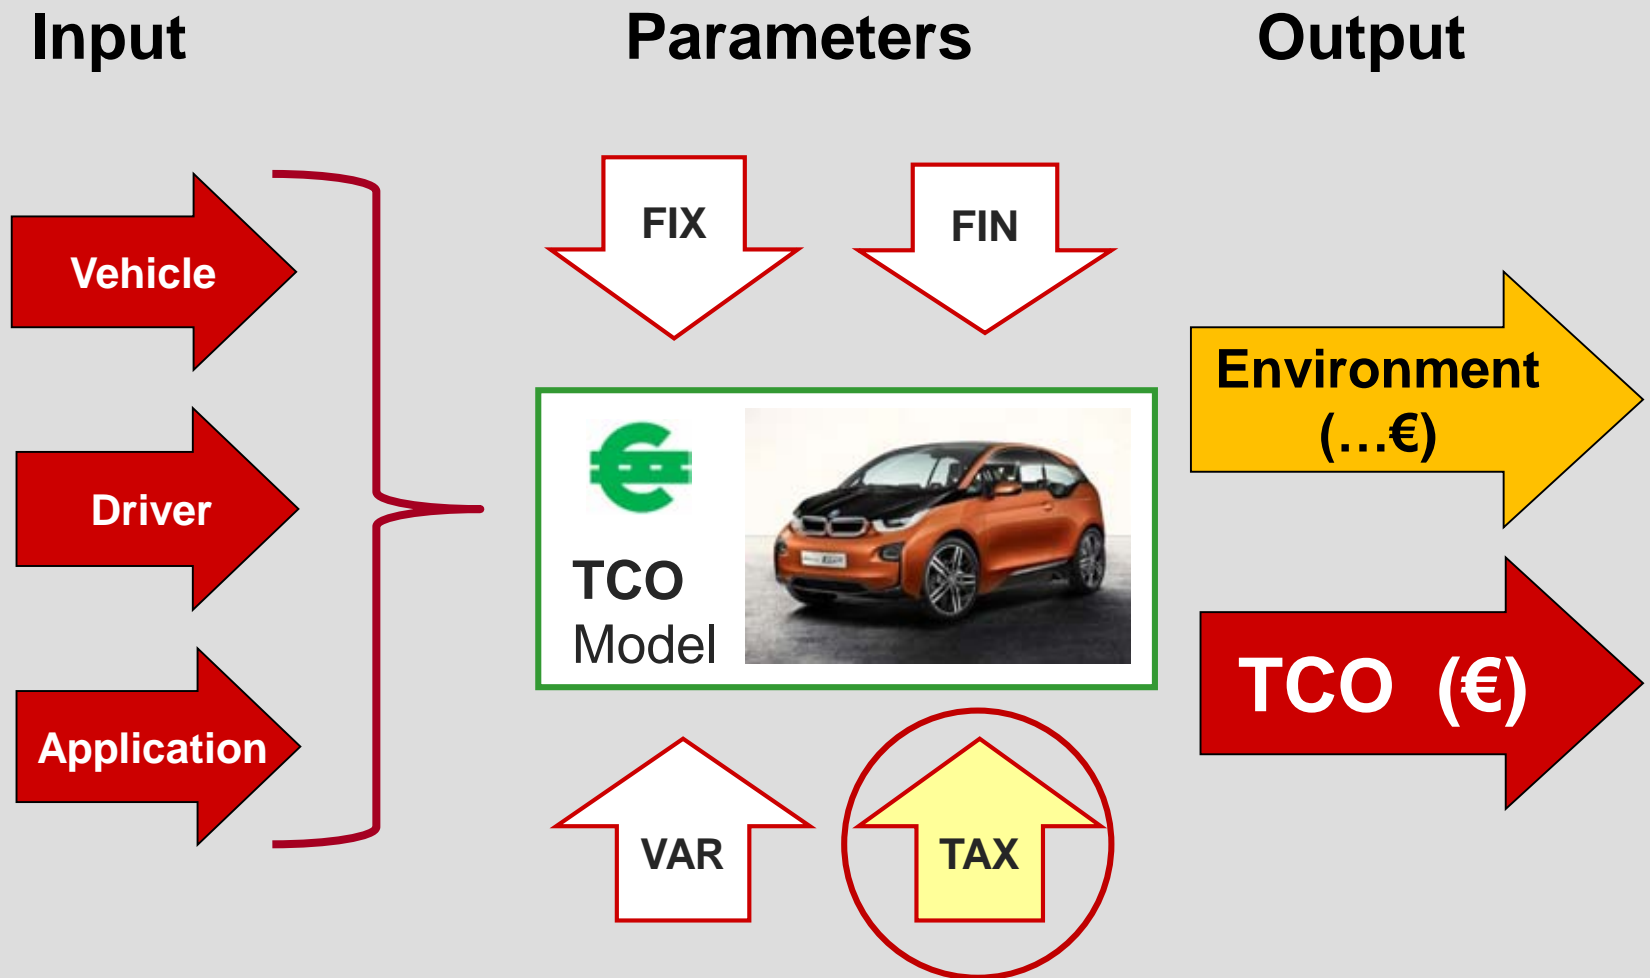 Input
Parameters
Output
Vehicle
Driver
Application
FIX
FIN
TCO
Model
VAR
TAX
Environment
(...€)
TCO (€)